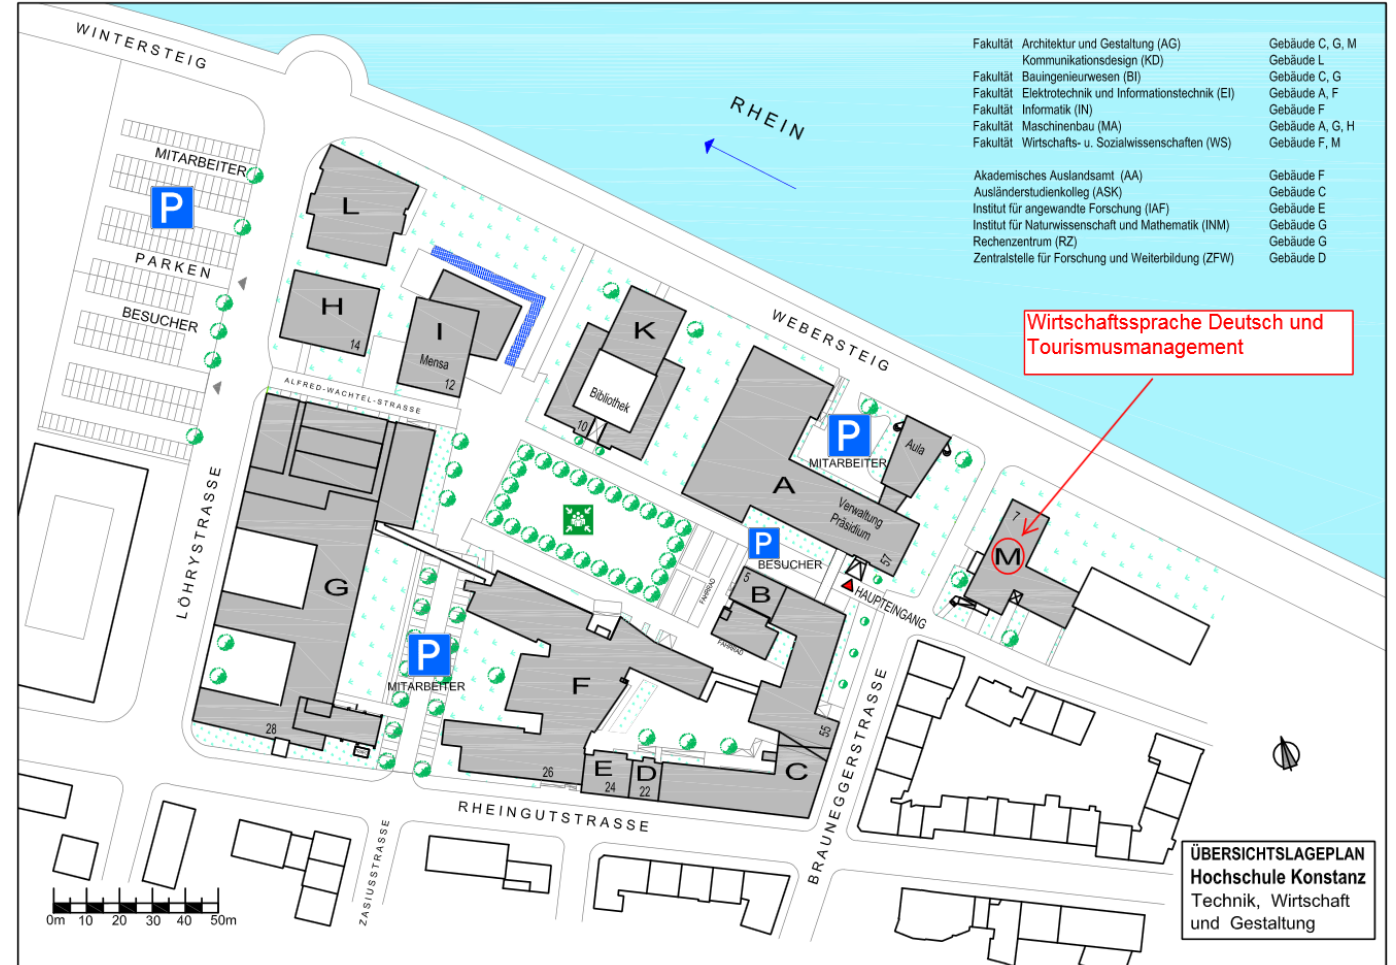 WINTERSTEIG
RHEIN
Fakultät Architektur und Gestaltung (AG) Gebäude C, G, M
Kommunikationsdesign (KD) Gebäude L
Fakultät Bauingenieurwesen (BI) Gebäude C, G
Fakultät Elektrotechnik und Informationstechnik (EI) Gebäude A, F
Fakultät Informatik (IN) Gebäude F
Fakultät Maschinenbau (MA) Gebäude A, G, H
Fakultät Wirtschafts- u. Sozialwissenschaften (WS) Gebäude F, M
Akademisches Auslandsamt (AA) Gebäude F
Ausländerstudienkolleg (ASK) Gebäude C
Institut für angewandte Forschung (IAF) Gebäude E
Institut für Naturwissenschaft und Mathematik (INM) Gebäude G
Rechenzentrum (RZ) Gebäude G
Zentralstelle für Forschung und Weiterbildung (ZFW) Gebäude D
MITARBEITER
P
PARKEN
BESUCHER
L
H
14
I
Mensa
12
K
Bibliothek
10
WEBERSTEIG
Wirtschaftssprache Deutsch und
Tourismusmanagement
ALFRED-WACHTEL-STRASSE
P
MITARBEITER
Aula
A
Verwaltung
Präsidium
57
7
M
P
BESUCHER
HAUPTEINGANG
LÖHRYSTRASSE
G
28
FAHRRAD
5
B
FAHRRAD
P
MITARBEITER
F
26
E
24
D
22
C
55
BRAUNEGGERSTRASSE
RHEINGUTSTRASSE
ZASIUSSTRASSE
0m 10 20 30 40 50m
ÜBERSICHTSLAGEPLAN
Hochschule Konstanz
Technik, Wirtschaft
und Gestaltung